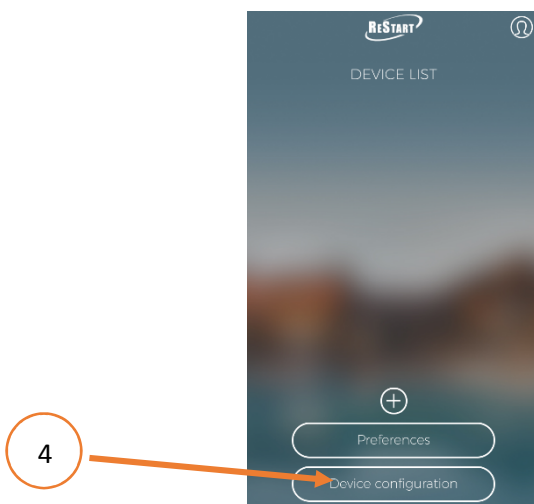 ReStart
DEVICE LIST
Preferences
4
Device configuration